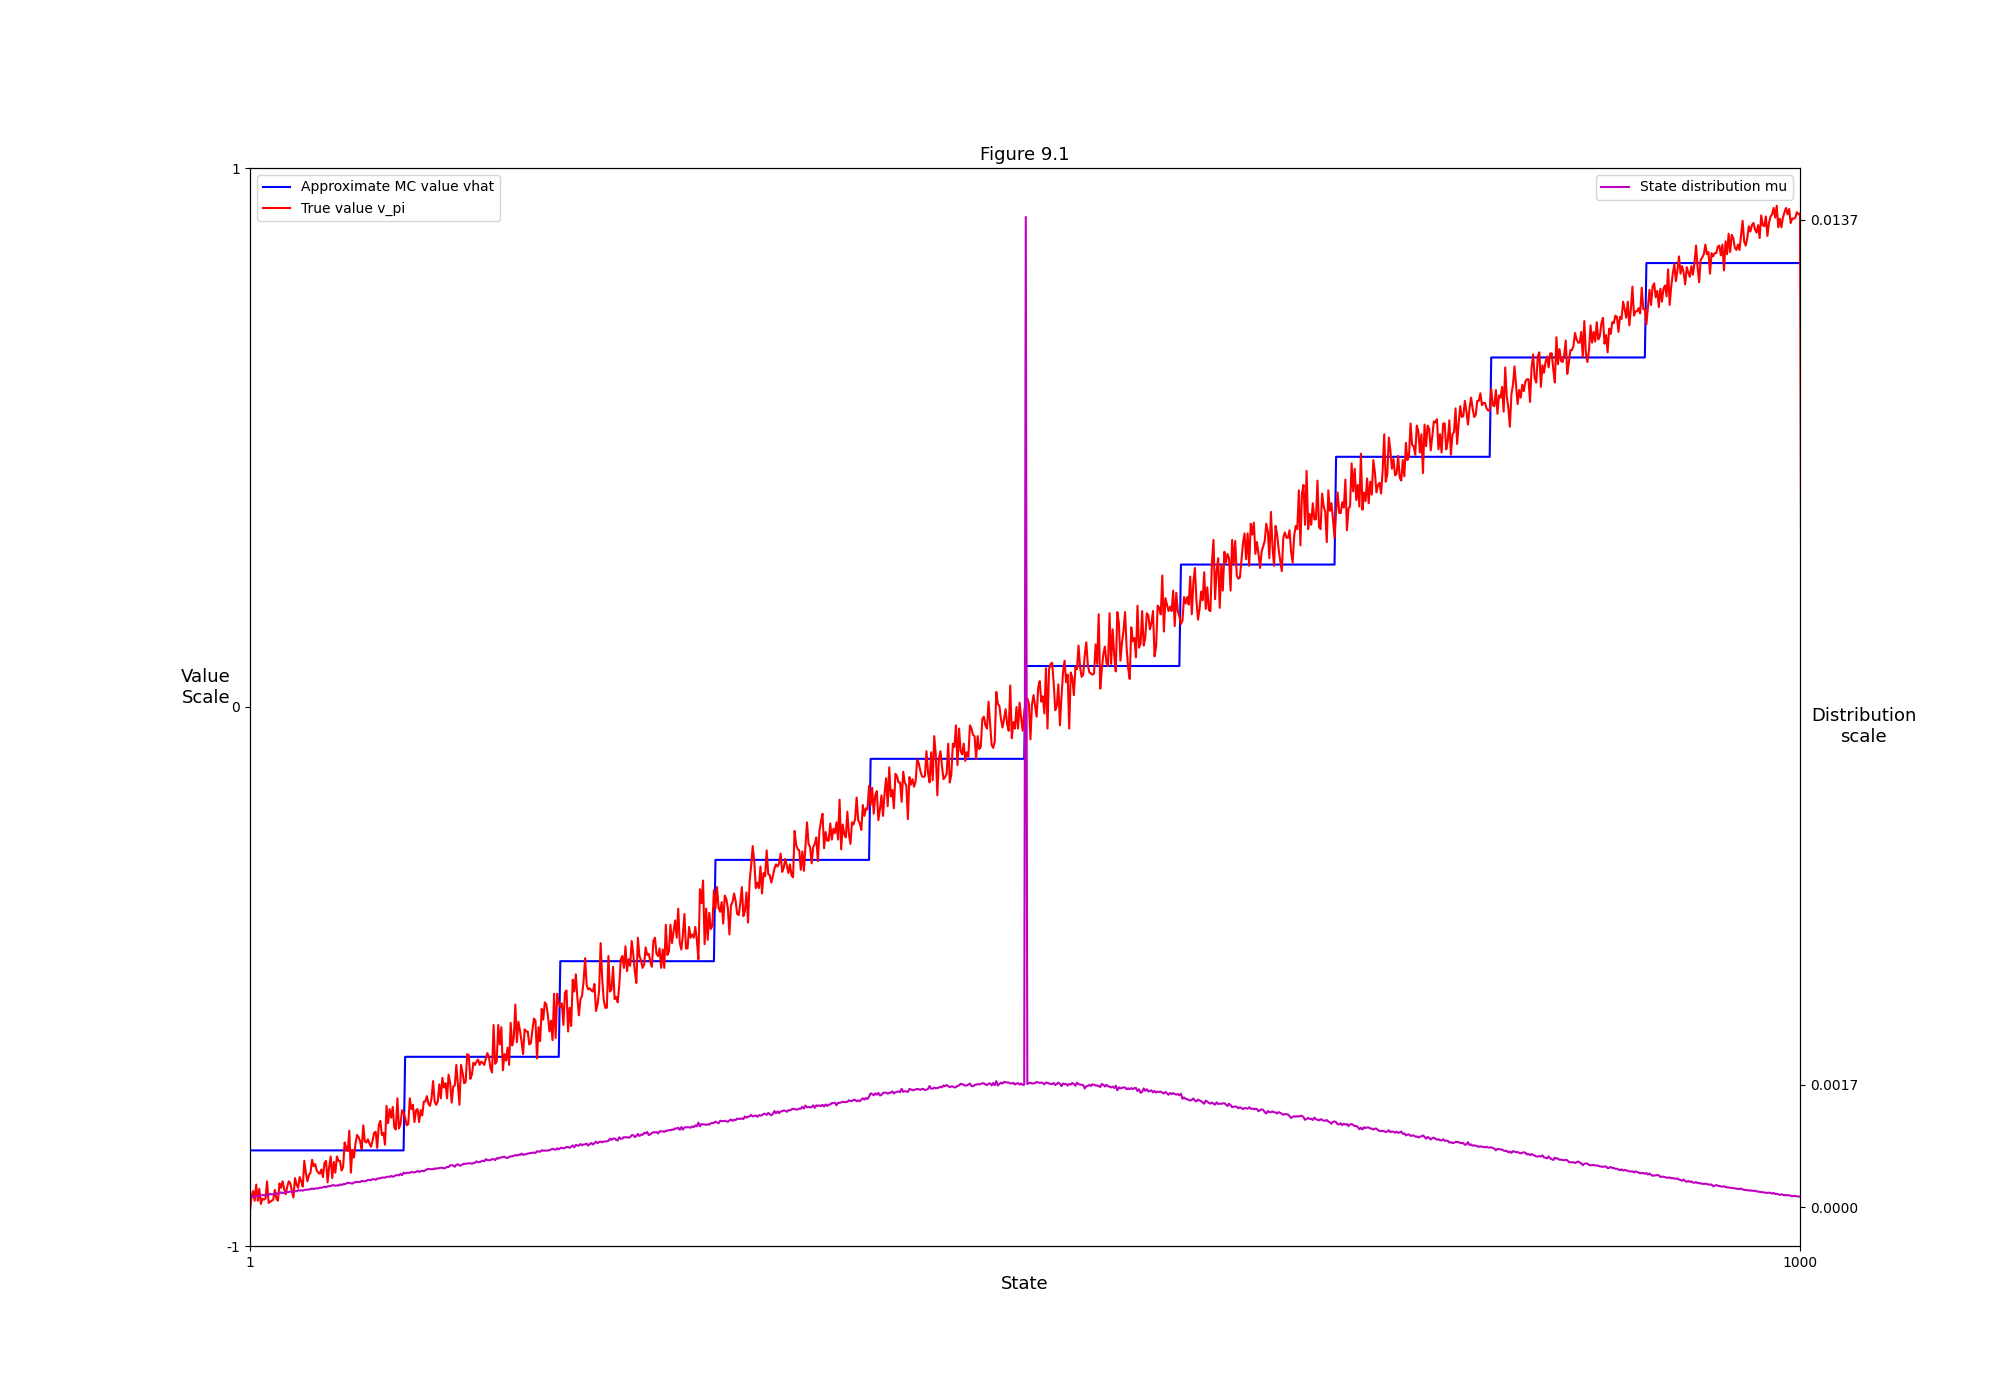 Figure 9.1
1
Approximate MC value vhat
True value v_pi
State distribution mu
0.0137
Value
Scale
0
Distribution
scale
0.0017
0.0000
-1
1
1000
State